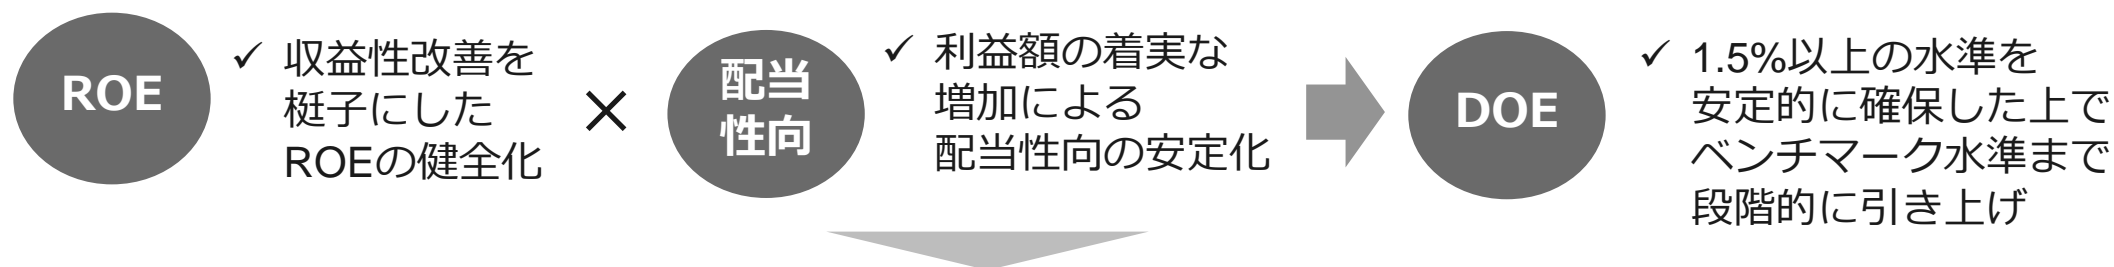 ROE
✓ 収益性改善を
梃子にした
ROEの健全化
×
配当
性向
✓ 利益額の着実な
増加による
配当性向の安定化
DOE
✓ 1.5%以上の水準を
安定的に確保した上で
ベンチマーク水準まで
段階的に引き上げ